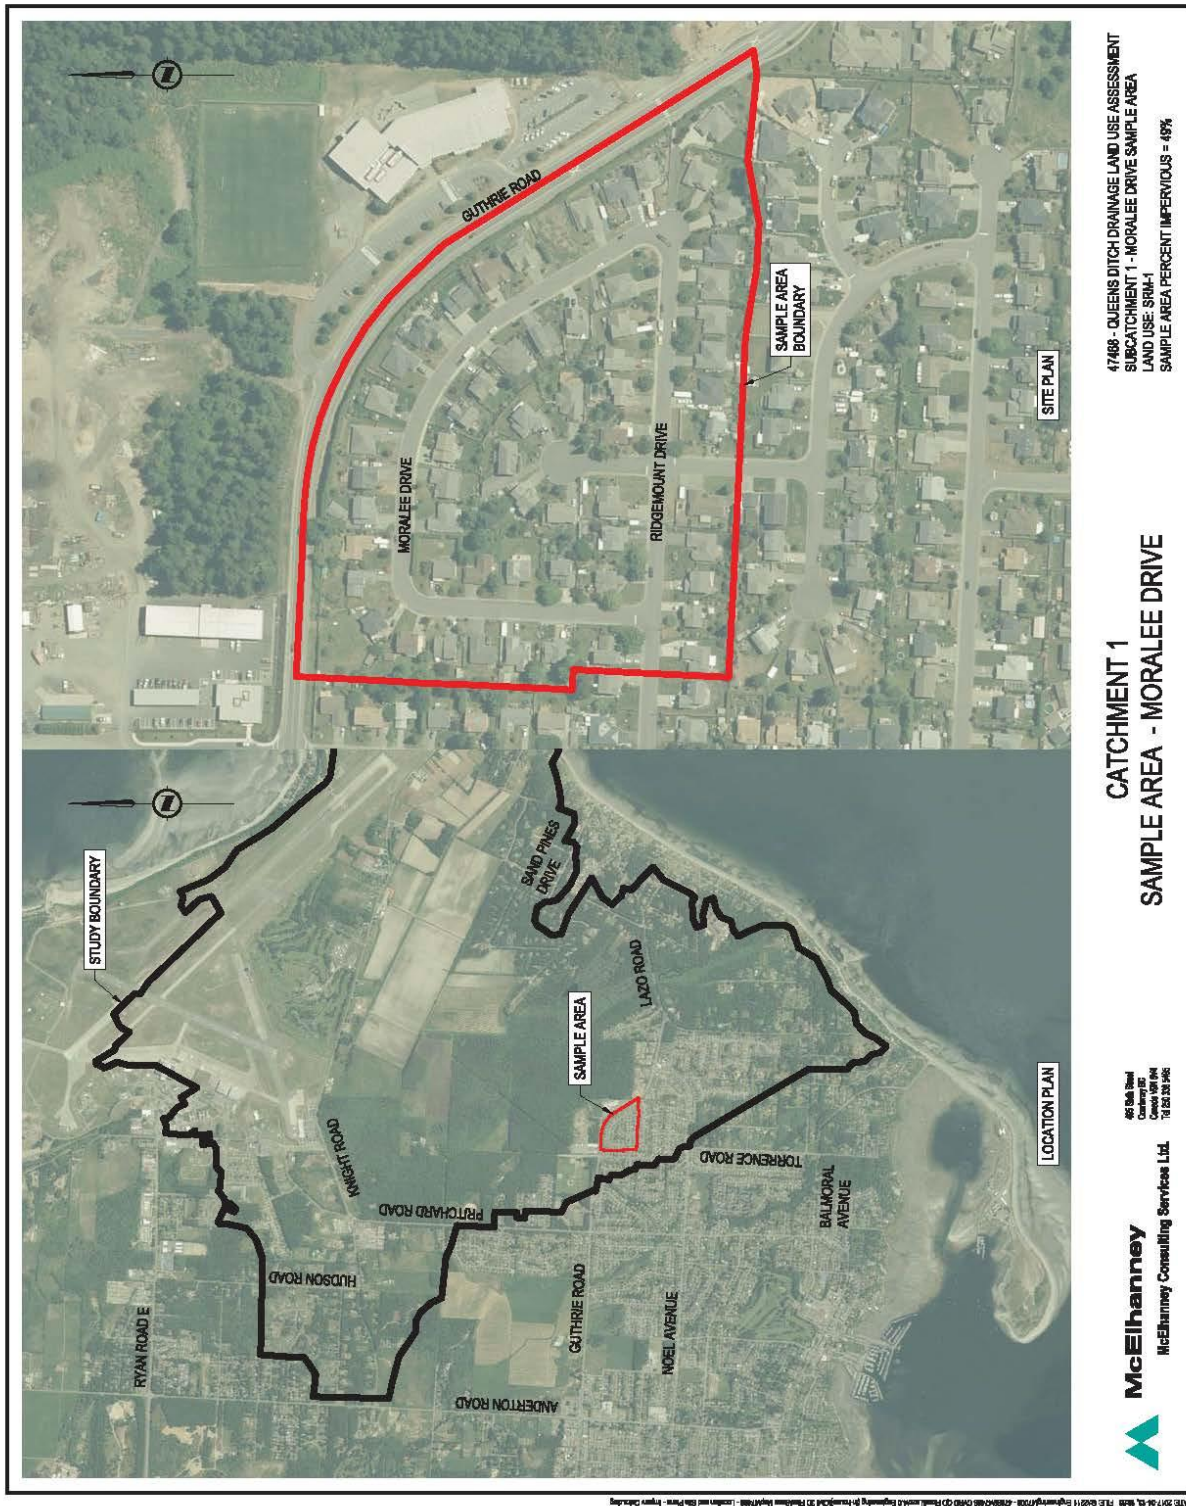 STUDY BOUNDARY
SAND PINES
DRIVE
LAZO ROAD
SAMPLE AREA
KNIGHT ROAD
PRITCHARD ROAD
TORRENCE ROAD
BALMORAL
AVENUE
HUDSON ROAD
RYAN ROAD E
GUTHRIE ROAD
NOEL AVENUE
ANDERTON ROAD
LOCATION PLAN
GUTHRIE ROAD
MORALEE DRIVE
RIDGEMOUNT DRIVE
SAMPLE AREA
BOUNDARY
SITE PLAN
McElhanney
McElhanney Consulting Services Ltd.
CATCHMENT 1
SAMPLE AREA - MORALEE DRIVE
47468 - QUEENS DITCH DRAINAGE LAND USE ASSESSMENT
SUBCATCHMENT 1 - MORALEE DRIVE SAMPLE AREA
LAND USE: SRM-1
SAMPLE AREA PERCENT IMPERVIOUS = 49%